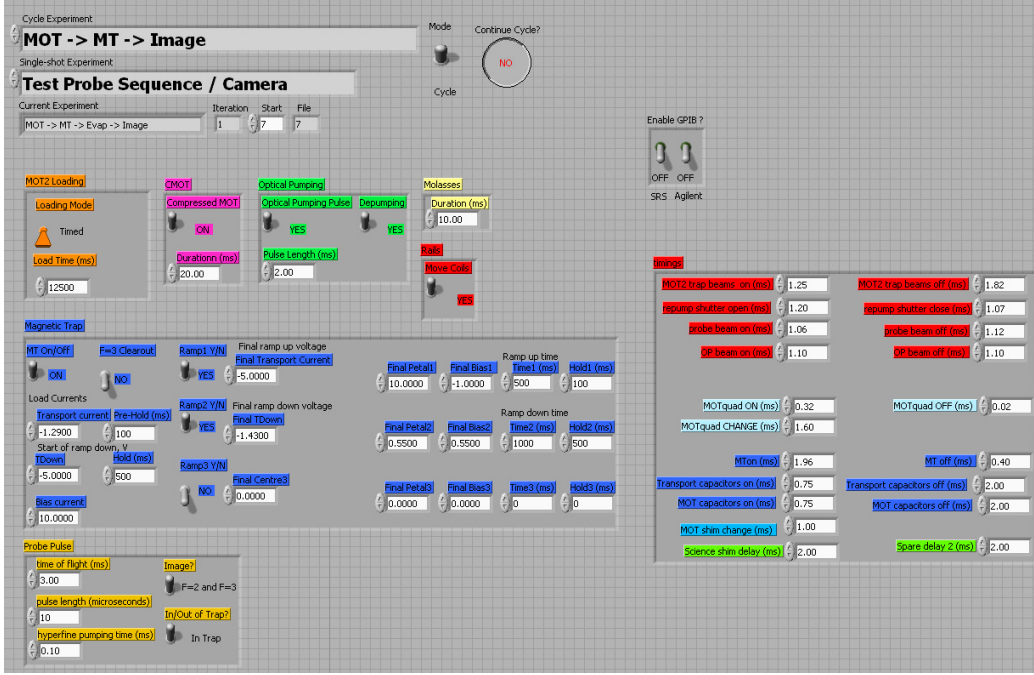 Cycle Experiment
MOT -> MT -> Image
Mode
Continue Cycle?
NO
Single-shot Experiment
Test Probe Sequence / Camera
Cycle
Current Experiment
Iteration Start File
MOT -> MT -> Evap -> Image 1 7 7
Enable GPIB ?
OFF OFF
SRS Agilent
MOT2 Loading
Loading Mode
Timed
Load Time (ms)
12500
CMOT
Compressed MOT
ON
Durationn (ms)
20.00
Optical Pumping
Optical Pumping Pulse Depumping
YES YES
Pulse Length (ms)
2.00
Molasses
Duration (ms)
10.00
Rails
Move Coils
YES
timings
MOT2 trap beams on (ms) 1.25 MOT2 trap beams off (ms) 1.82
repump shutter open (ms) 1.20 repump shutter close (ms) 1.07
probe beam on (ms) 1.06 probe beam off (ms) 1.12
OP beam on (ms) 1.10 OP beam off (ms) 1.10
MOTquad ON (ms) 0.32 MOTquad OFF (ms) 0.02
MOTquad CHANGE (ms) 1.60
MTon (ms) 1.96 MT off (ms) 0.40
Transport capacitors on (ms) 0.75 Transport capacitors off (ms) 2.00
MOT capacitors on (ms) 0.75 MOT capacitors off (ms) 2.00
MOT shim change (ms) 1.00
Science shim delay (ms) 2.00 Spare delay 2 (ms) 2.00
Magnetic Trap
MT On/Off F=3 Clearout
ON NO
Load Currents
Transport current Pre-Hold (ms)
-1.2900 100
Start of ramp down, V
TDown Hold (ms)
-5.0000 500
Bias current
10.0000
Ramp1 Y/N Final ramp up voltage
Final Transport Current
YES -5.0000
Ramp up time
Final Petal1 Final Bias1 Time1 (ms) Hold1 (ms)
10.0000 -1.0000 500 100
Ramp2 Y/N Final ramp down voltage
Final TDown
YES -1.4300
Ramp down time
Final Petal2 Final Bias2 Time2 (ms) Hold2 (ms)
0.5500 0.5500 1000 500
Ramp3 Y/N
Final Centre3
NO 0.0000
Final Petal3 Final Bias3 Time3 (ms) Hold3 (ms)
0.0000 0.0000 0 0
Probe Pulse
time of flight (ms)
3.00
pulse length (microseconds)
10
hyperfine pumping time (ms)
0.10
Image?
F=2 and F=3
In/Out of Trap?
In Trap